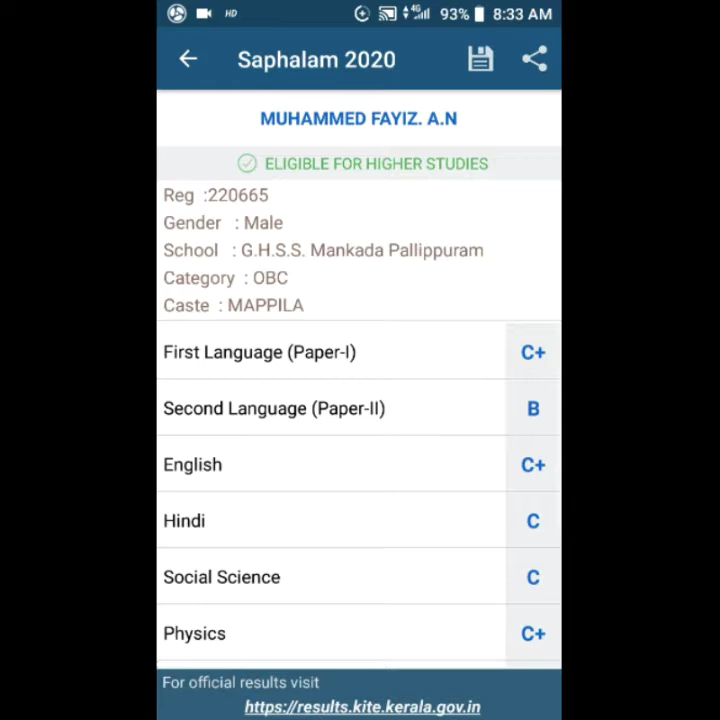 HD 4G 93% 8:33 AM
Saphalam 2020
MUHAMMED FAYIZ. A.N
ELIGIBLE FOR HIGHER STUDIES
Reg :220665
Gender : Male
School : G.H.S.S. Mankada Pallippuram
Category : OBC
Caste : MAPPILA
First Language (Paper-I) C+
Second Language (Paper-II) B
English C+
Hindi C
Social Science C
Physics C+
For official results visit
https://results.kite.kerala.gov.in